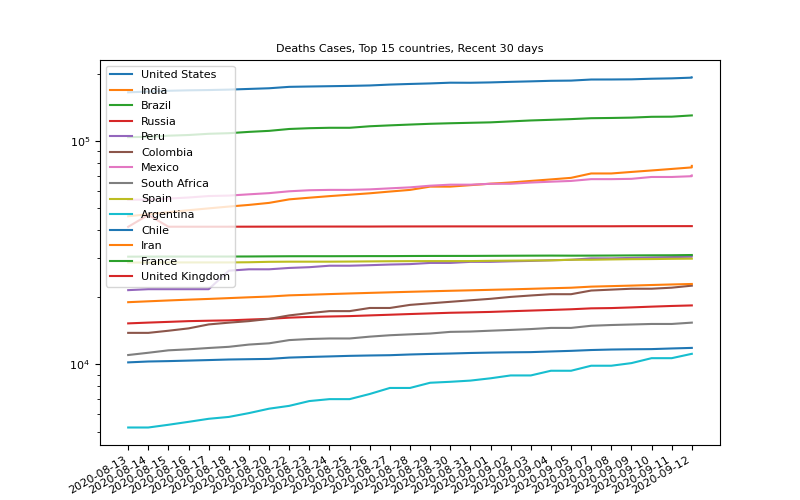 Deaths Cases, Top 15 countries, Recent 30 days
10^5
10^4
United States
India
Brazil
Russia
Peru
Colombia
Mexico
South Africa
Spain
Argentina
Chile
Iran
France
United Kingdom
2020-08-13
2020-08-14
2020-08-15
2020-08-16
2020-08-17
2020-08-18
2020-08-19
2020-08-20
2020-08-22
2020-08-23
2020-08-24
2020-08-25
2020-08-26
2020-08-27
2020-08-28
2020-08-29
2020-08-30
2020-08-31
2020-09-01
2020-09-02
2020-09-03
2020-09-04
2020-09-05
2020-09-07
2020-09-08
2020-09-09
2020-09-10
2020-09-11
2020-09-12